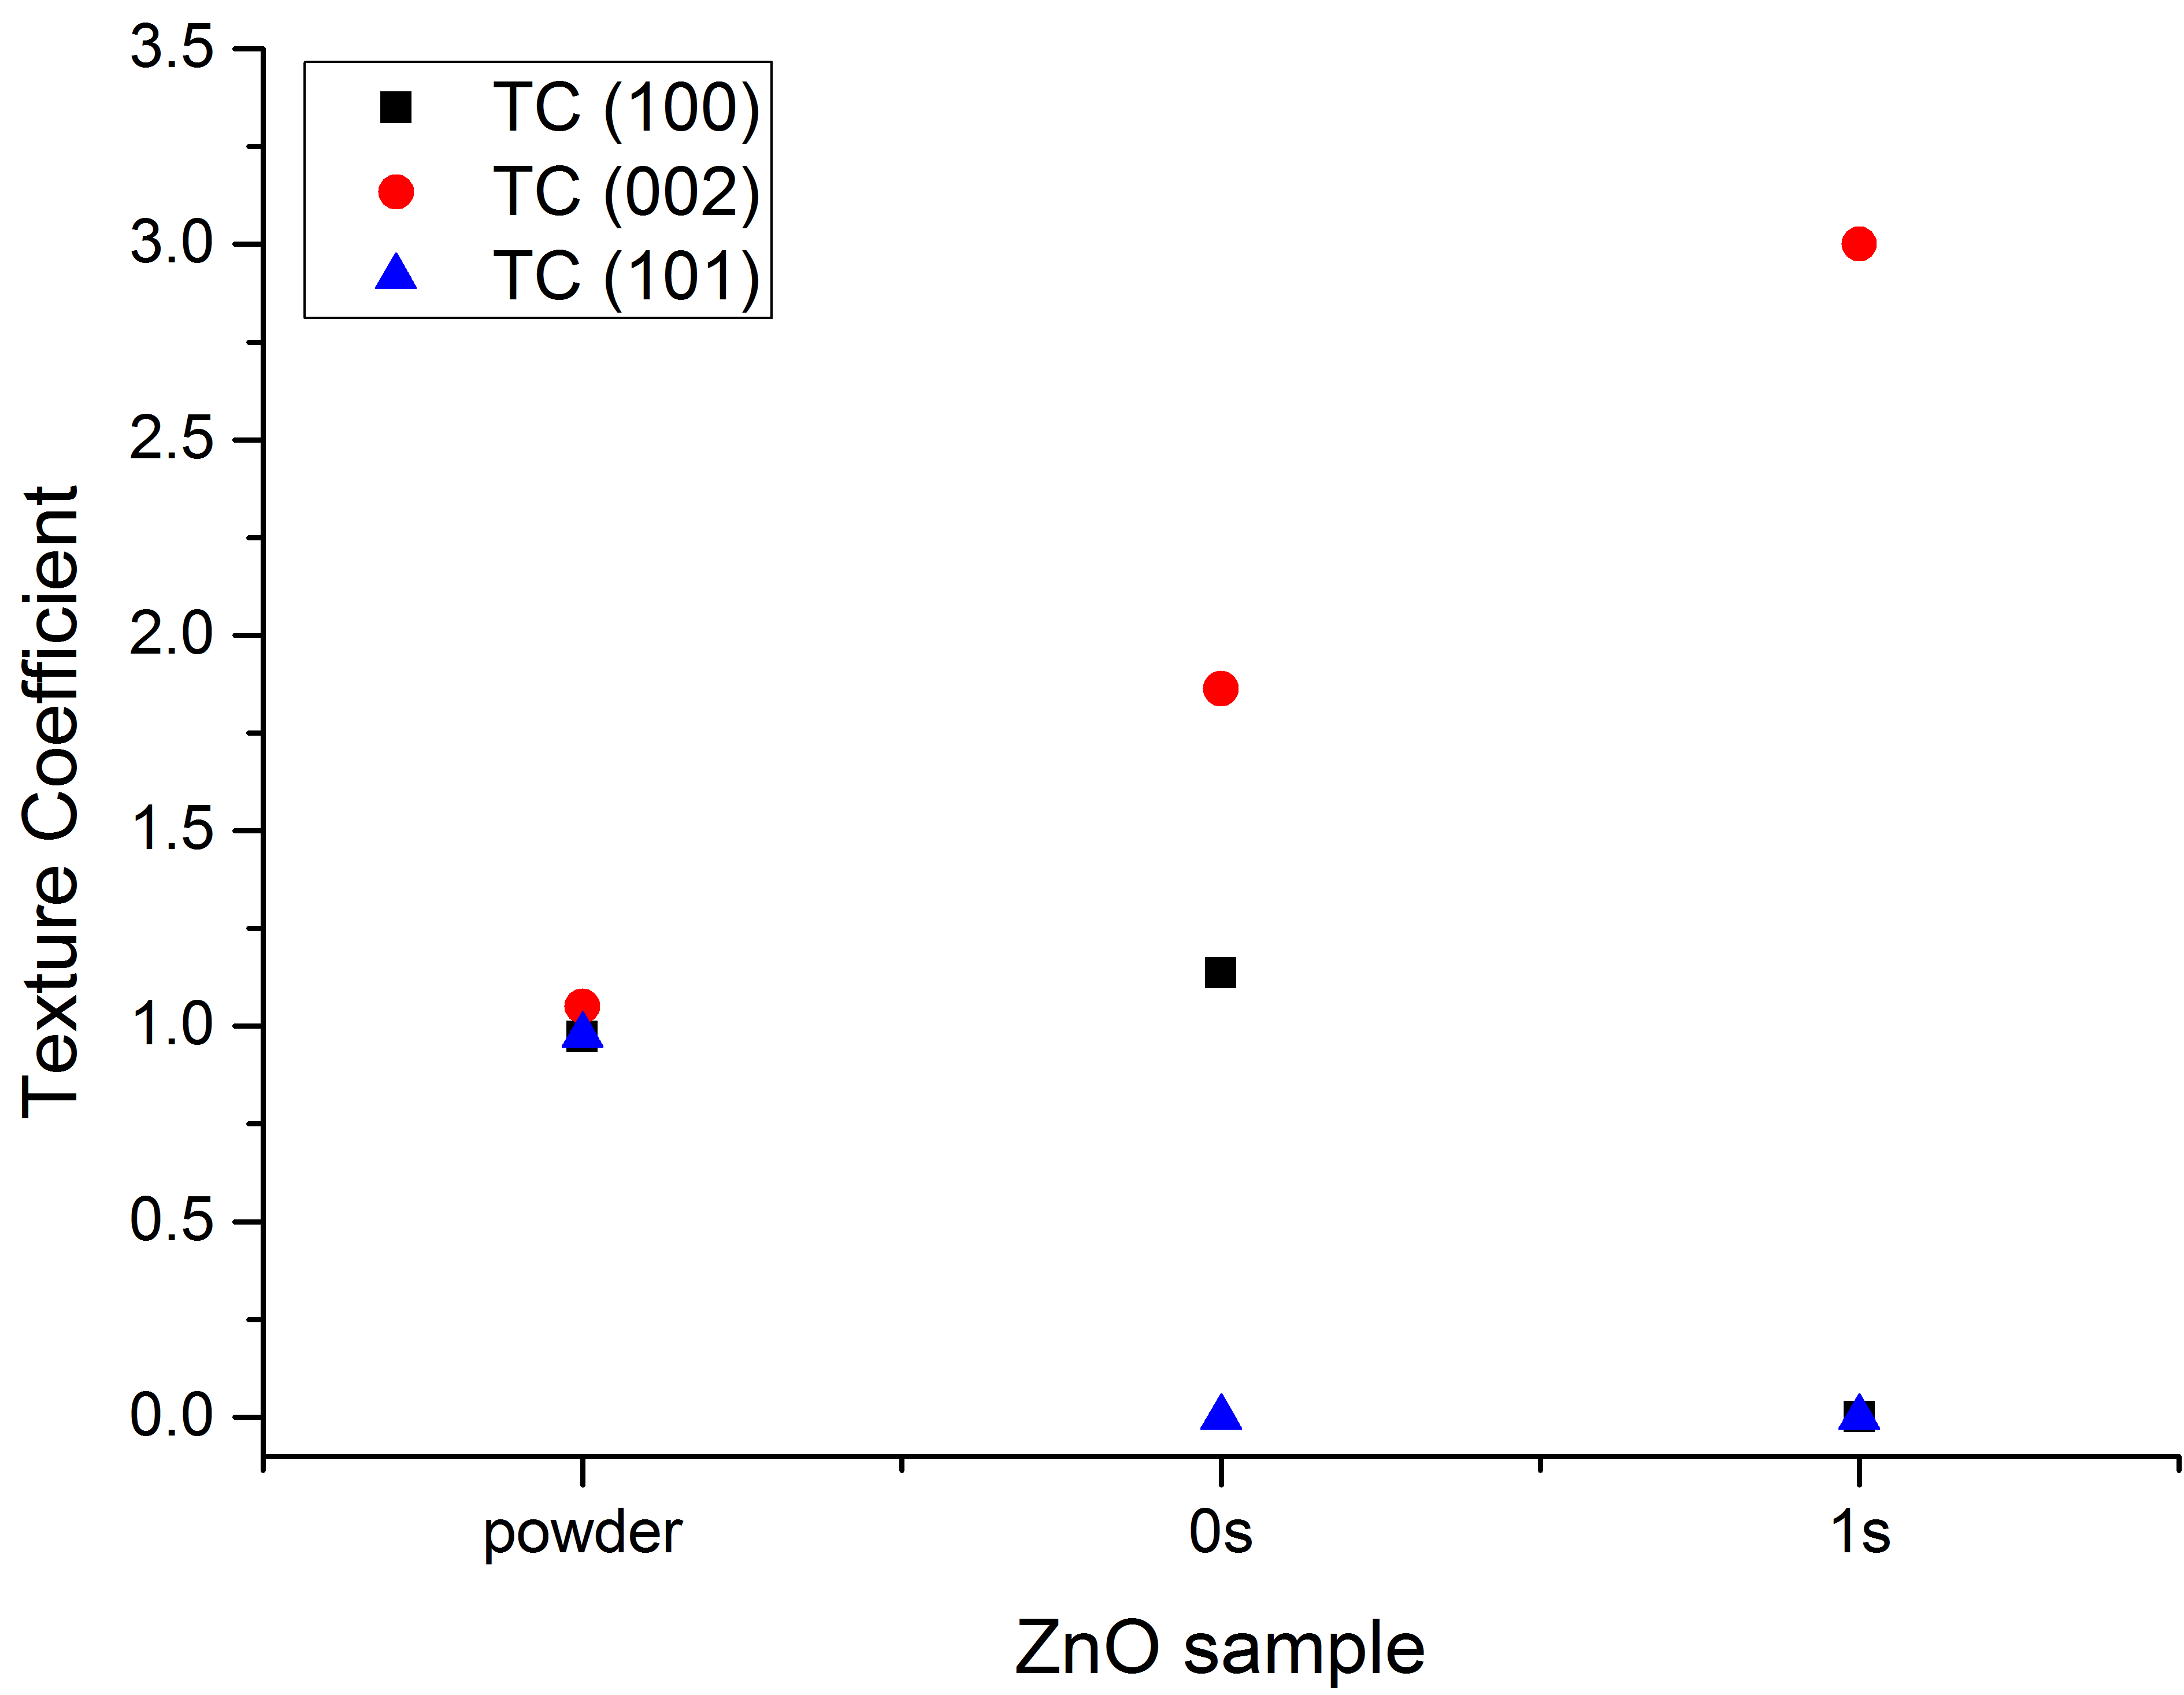 3.5
3.0
2.5
2.0
1.5
1.0
0.5
0.0
Texture Coefficient
TC (100)
TC (002)
TC (101)
powder
0s
1s
ZnO sample